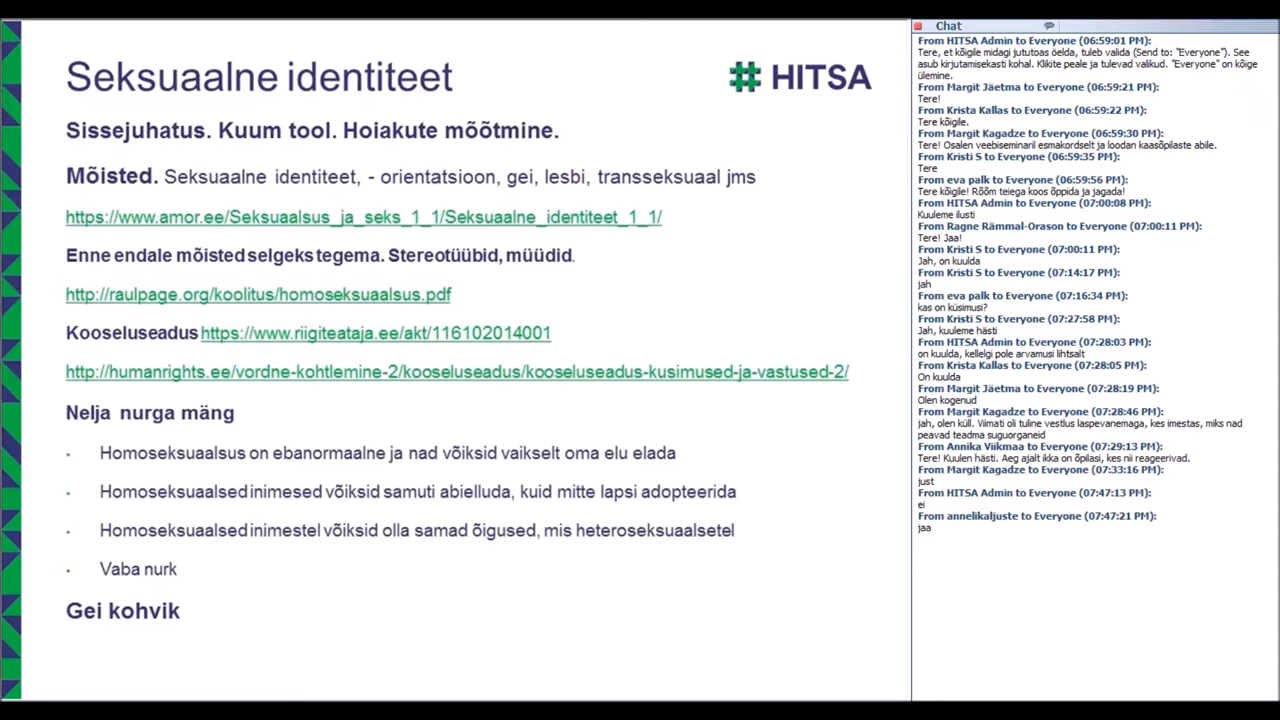 Seksuaalne identiteet
HITSA
Sissejuhatus. Kuum tool. Hoiakute mõõtmine.
Mõisted. Seksuaalne identiteet, - orientatsioon, gei, lesbi, transseksuaal jms
https://www.amor.ee/Seksuaalsus_ja_seks_1_1/Seksuaalne_identiteet_1_1/
Enne endale mõisted selgeks tegema. Stereotüübid, müüdid.
http://raulpage.org/koolitus/homoseksuaalsus.pdf
Kooseluseadus https://www.riigiteataja.ee/akt/116102014001
http://humanrights.ee/vordne-kohtlemine-2/kooseluseadus/kooseluseadus-kusimused-ja-vastused-2/
Nelja nurga mäng
· Homoseksuaalsus on ebanormaalne ja nad võiksid vaikselt oma elu elada
· Homoseksuaalsed inimesed võiksid samuti abielluda, kuid mitte lapsi adopteerida
· Homoseksuaalsed inimestel võiksid olla samad õigused, mis heteroseksuaalsetel
· Vaba nurk
Gei kohvik
Chat
From HITSA Admin to Everyone (06:59:01 PM):
Tere, et kõigile midagi jututoas öelda, tuleb valida (Send to: "Everyone"). See
asub kirjutamisekasti kohal. Klikite peale ja tulevad valikud. "Everyone" on kõige
ülemine.
From Margit Jäetma to Everyone (06:59:21 PM):
Tere!
From Krista Kallas to Everyone (06:59:22 PM):
Tere kõigile.
From Margit Kagadze to Everyone (06:59:30 PM):
Tere! Osalen veebiseminaril esmakordselt ja loodan kaasõpilaste abile.
From Kristi S to Everyone (06:59:35 PM):
Tere
From eva palk to Everyone (06:59:56 PM):
Tere kõigile! Rõõm teiega koos õppida ja jagada!
From HITSA Admin to Everyone (07:00:08 PM):
Kuuleme ilusti
From Ragne Rämmal-Orason to Everyone (07:00:11 PM):
Tere! Jaa!
From Kristi S to Everyone (07:00:11 PM):
Jah, on kuulda
From Kristi S to Everyone (07:14:17 PM):
jah
From eva palk to Everyone (07:16:34 PM):
kas on küsimusi?
From Kristi S to Everyone (07:27:58 PM):
Jah, kuuleme hästi
From HITSA Admin to Everyone (07:28:03 PM):
on kuulda, kellelgi pole arvamusi lihtsalt
From Krista Kallas to Everyone (07:28:05 PM):
On kuulda
From Margit Jäetma to Everyone (07:28:19 PM):
Olen kogenud
From Margit Kagadze to Everyone (07:28:46 PM):
jah, olen küll. Viimati oli tuline vestlus lapsevanemaga, kes imestas, miks nad
peavad teadma suguorganeid
From Annika Viikmaa to Everyone (07:29:13 PM):
Tere! Kuulen hästi. Aeg ajalt ikka on õpilasi, kes nii reageerivad.
From Margit Kagadze to Everyone (07:33:16 PM):
just
From HITSA Admin to Everyone (07:47:13 PM):
ei
From annelikaljuste to Everyone (07:47:21 PM):
jaa